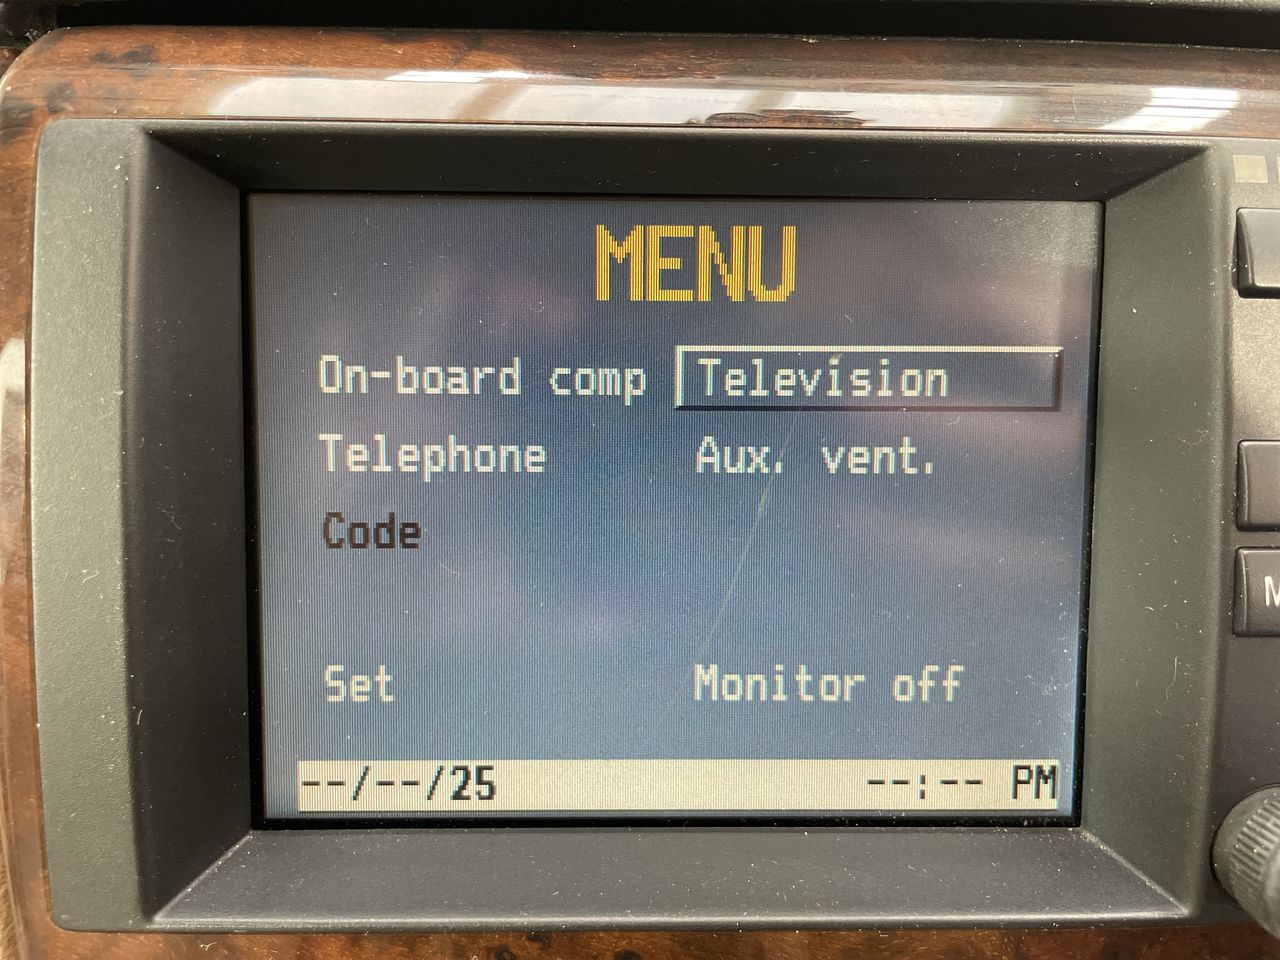 MENU
On-board comp Television
Telephone Aux. vent.
Code
Set Monitor off
--/--/25 --:-- PM
M